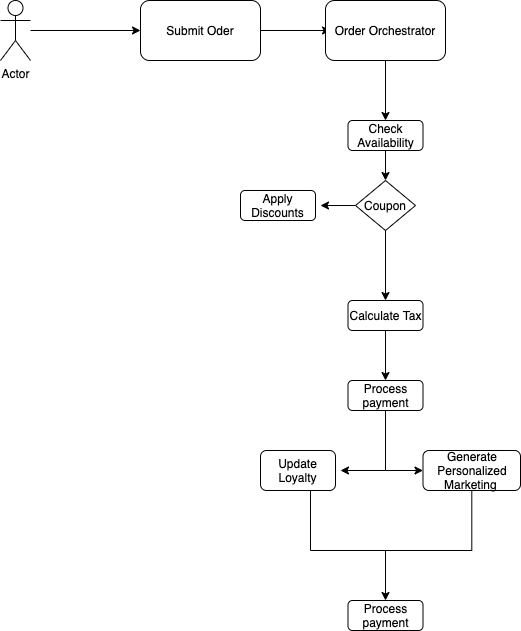 Submit Oder
Order Orchestrator
Actor
Check
Availability
Apply
Discounts
Coupon
Calculate Tax
Process
payment
Update
Loyalty
Generate
Personalized
Marketing
Process
payment